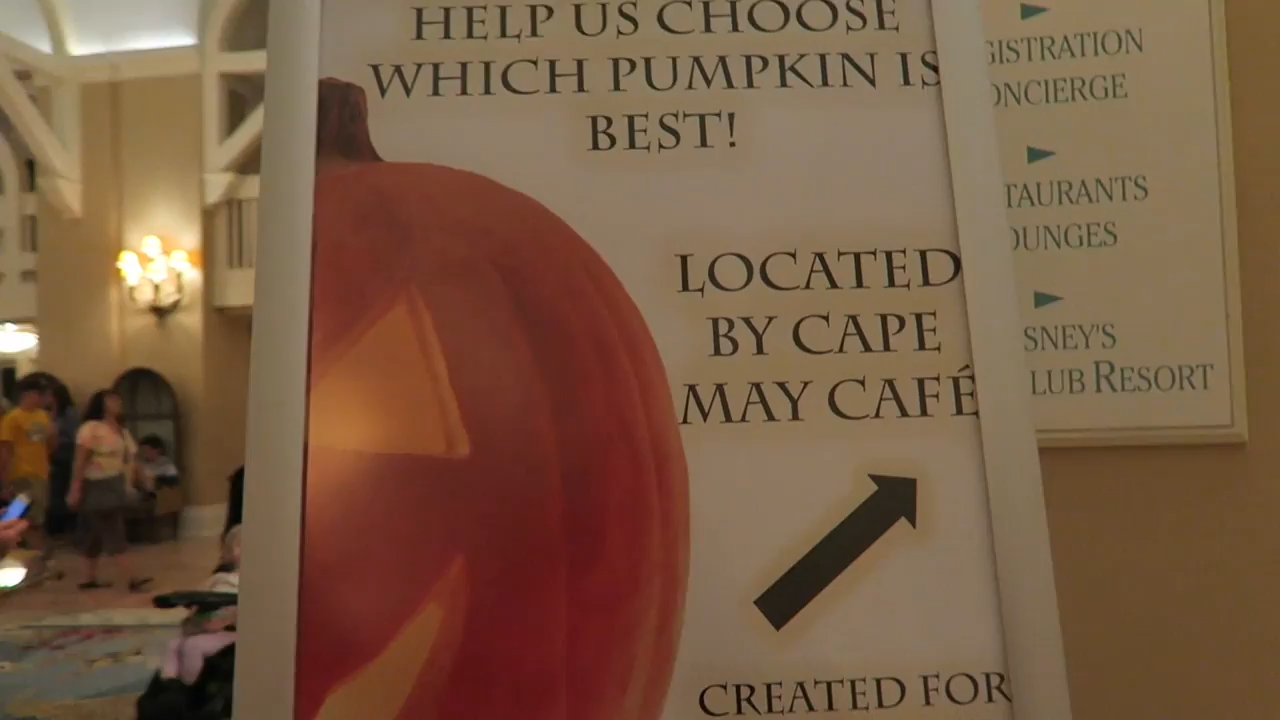 HELP US CHOOSE
WHICH PUMPKIN IS
BEST!
LOCATED
BY CAPE
MAY CAFÉ
CREATED FOR
GISTRATION
ONCIERGE
TAURANTS
OUNGES
SNEY'S
LUB RESORT